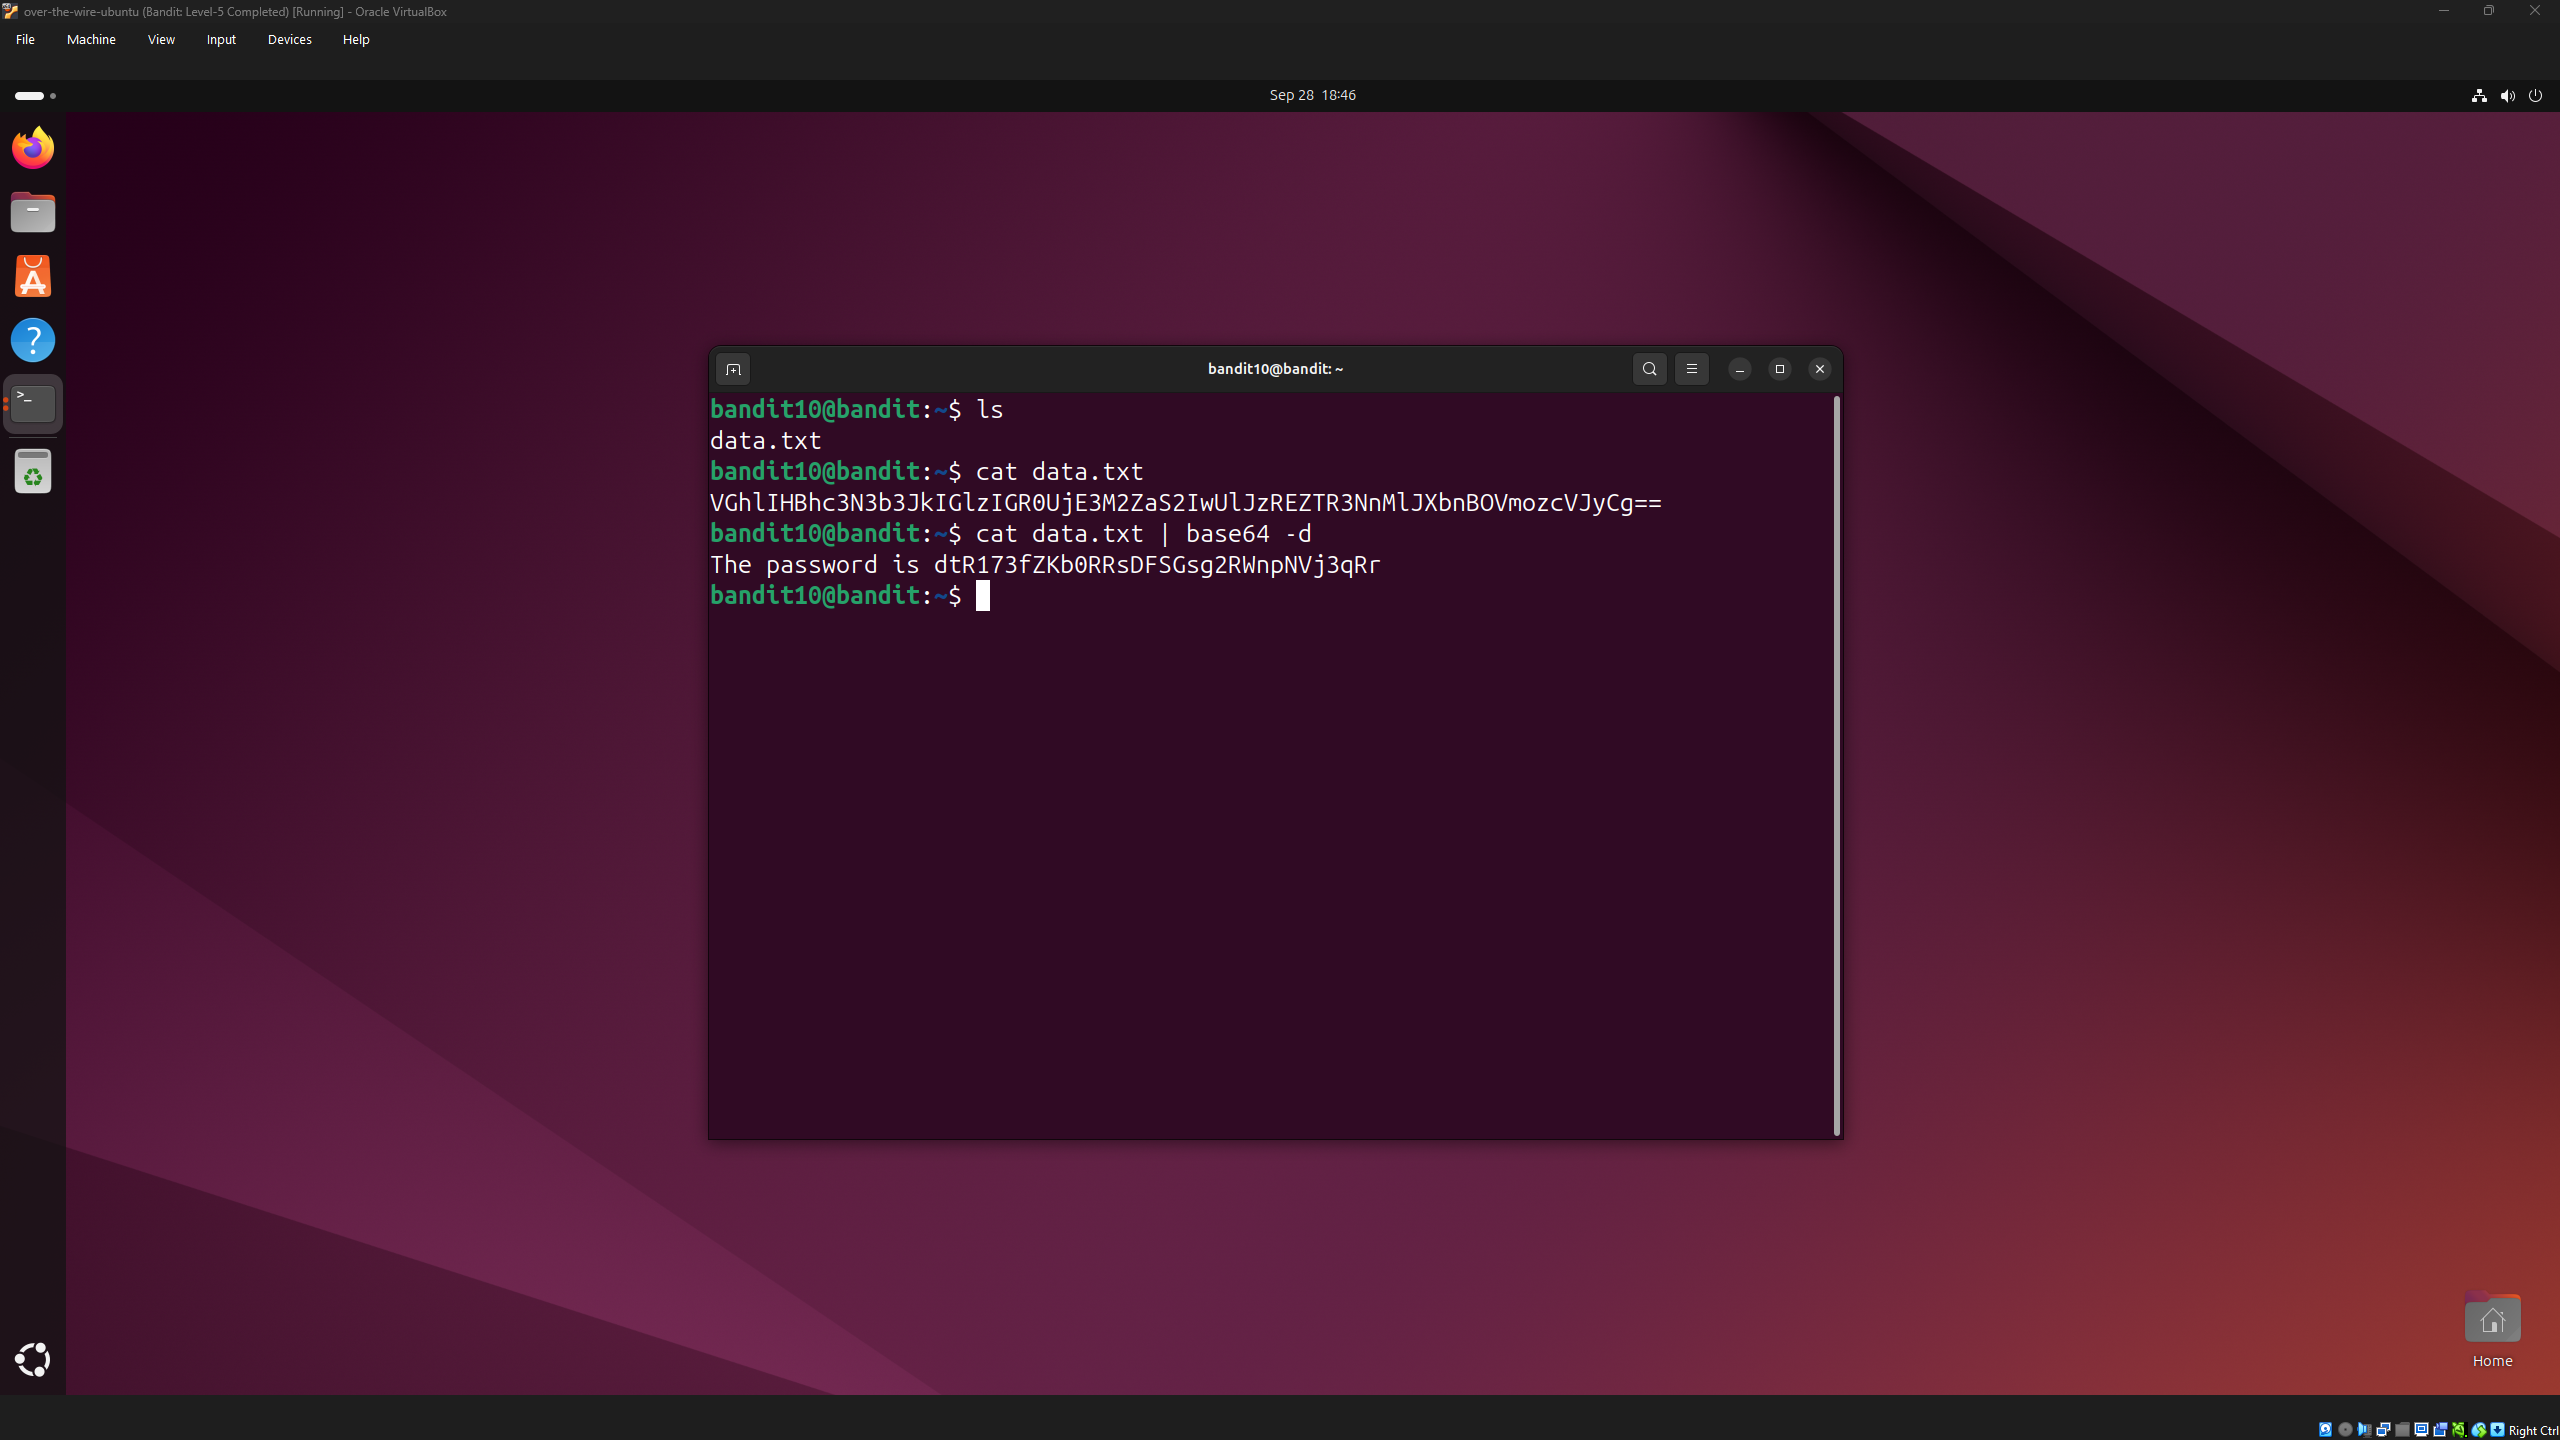 over-the-wire-ubuntu (Bandit: Level-5 Completed) [Running] - Oracle VirtualBox
File Machine View Input Devices Help
Sep 28 18:46
bandit10@bandit: ~
bandit10@bandit:~$ ls
data.txt
bandit10@bandit:~$ cat data.txt
VGhlIHBhc3N3b3JkIGlzIGR0UjE3M2ZaS2IwUlJzREZTR3NnMlJXbnBOVmozcVJyCg==
bandit10@bandit:~$ cat data.txt | base64 -d
The password is dtR173fZKb0RRsDFSGsg2RWnpNVj3qRr
bandit10@bandit:~$
Home
Right Ctrl